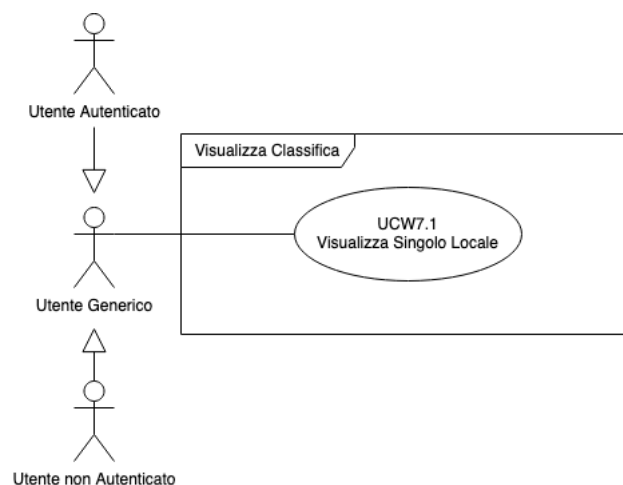 Utente Autenticato
Visualizza Classifica
UCW7.1
Visualizza Singolo Locale
Utente Generico
Utente non Autenticato